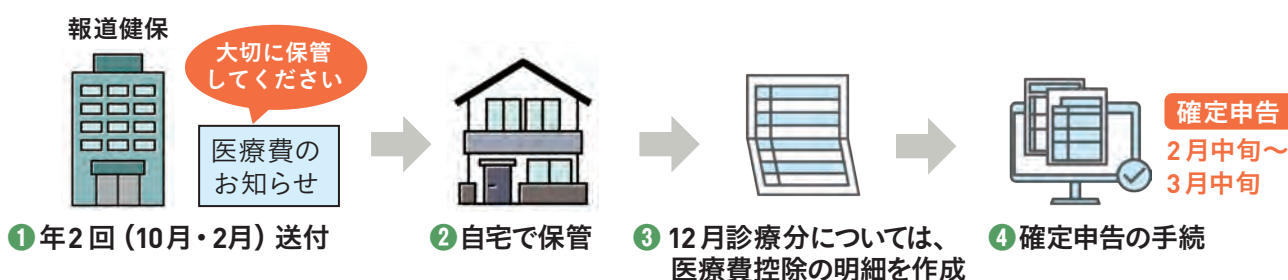 報道健保
大切に保管
してください
医療費の
お知らせ
❶年2回（10月・2月）送付
❷自宅で保管
❸12月診療分については、
医療費控除の明細を作成
確定申告
2月中旬〜
3月中旬
❹確定申告の手続